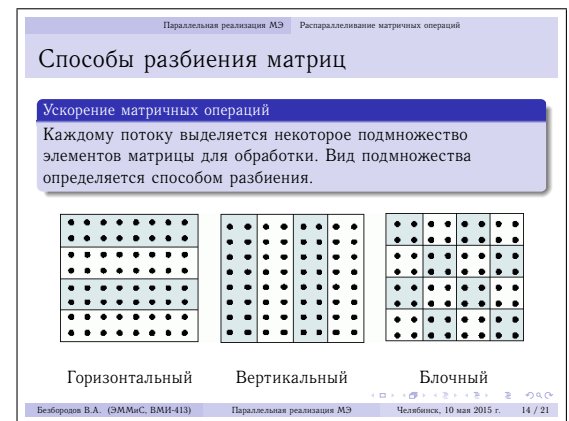 Параллельная реализация МЭ Распараллеливание матричных операций
Способы разбиения матриц
Ускорение матричных операций
Каждому потоку выделяется некоторое подмножество
элементов матрицы для обработки. Вид подмножества
определяется способом разбиения.
Горизонтальный Вертикальный Блочный
Безбородов В.А. (ЭММиС, ВМИ-413) Параллельная реализация МЭ Челябинск, 10 мая 2015 г. 14 / 21